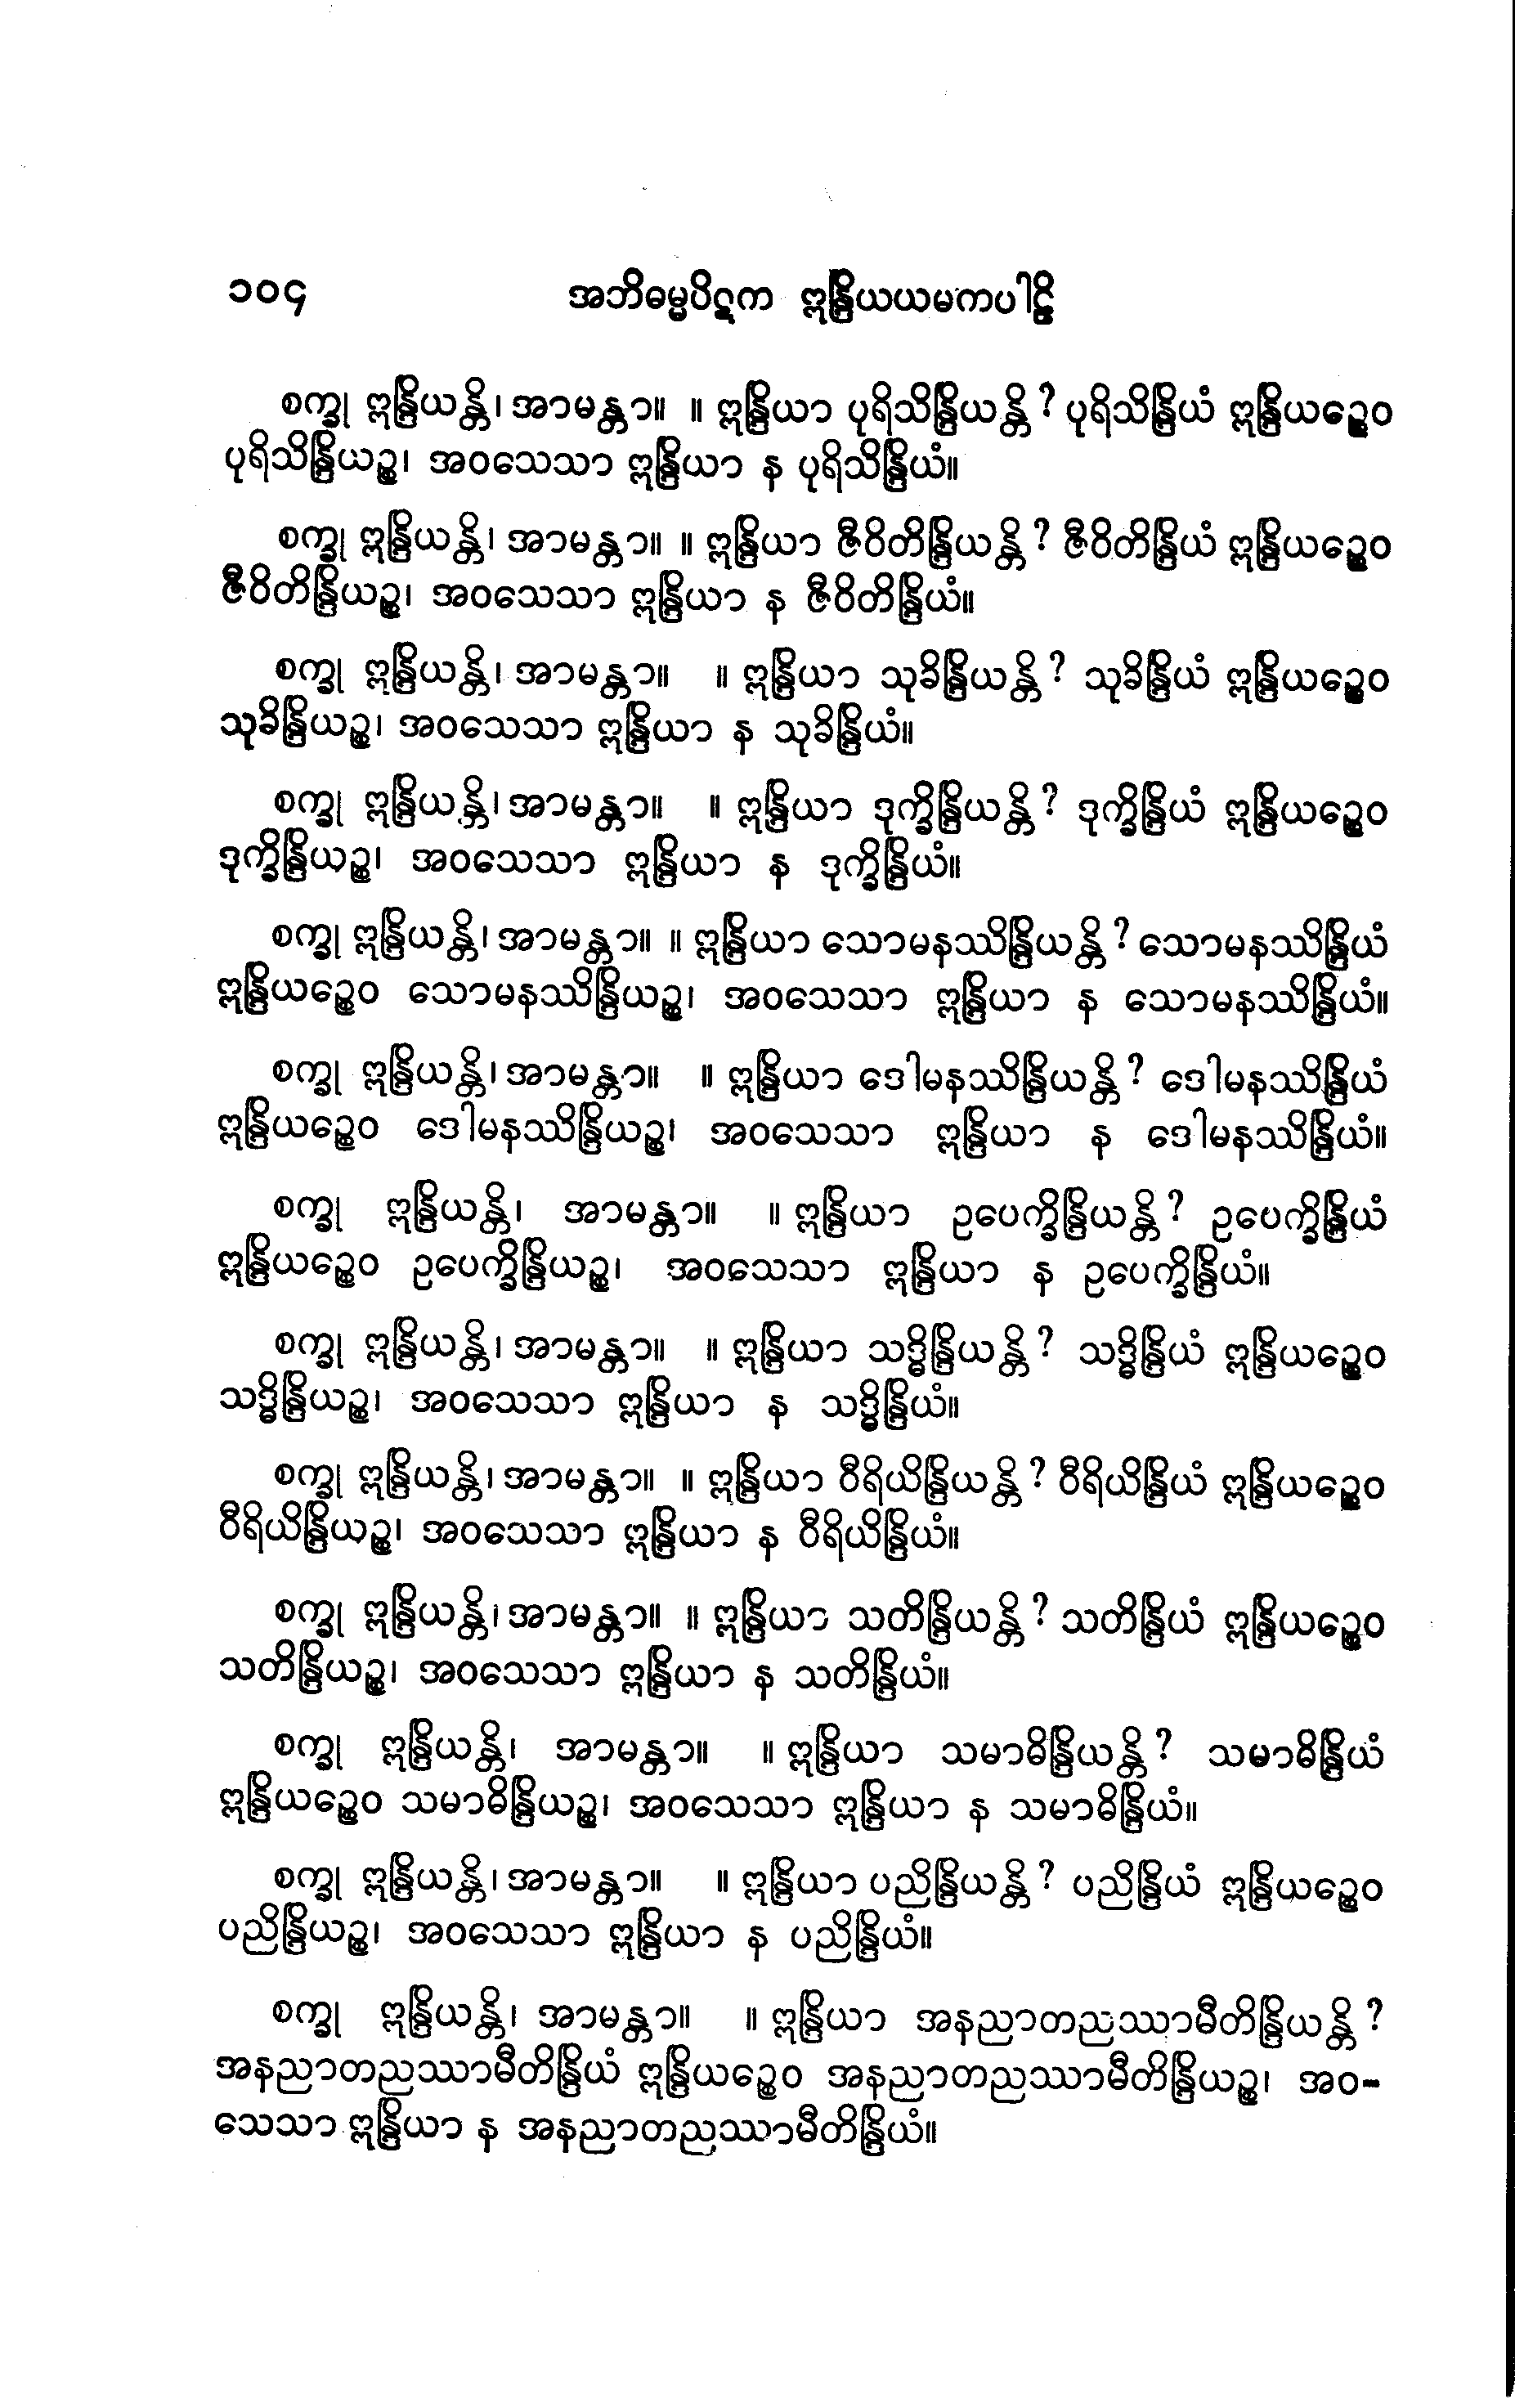 ၁၀၄ အဘိဓမ္မပိဋက ဣန္ဒြိယယမကပါဠိ
စက္ခု ဣန္ဒြိယန္တိ၊ အာမန္တာ။ ။ ဣန္ဒြိယာ ပုရိသိန္ဒြိယန္တိ? ပုရိသိန္ဒြိယံ ဣန္ဒြိယဉ္စေဝ
ပုရိသိန္ဒြိယဉ္စ၊ အဝသေသာ ဣန္ဒြိယာ န ပုရိသိန္ဒြိယံ။
စက္ခု ဣန္ဒြိယန္တိ၊ အာမန္တာ။ ။ ဣန္ဒြိယာ ဇီဝိတိန္ဒြိယန္တိ? ဇီဝိတိန္ဒြိယံ ဣန္ဒြိယဉ္စေဝ
ဇီဝိတိန္ဒြိယဉ္စ၊ အဝသေသာ ဣန္ဒြိယာ န ဇီဝိတိန္ဒြိယံ။
စက္ခု ဣန္ဒြိယန္တိ၊ အာမန္တာ။ ။ ဣန္ဒြိယာ သုခိန္ဒြိယန္တိ? သုခိန္ဒြိယံ ဣန္ဒြိယဉ္စေဝ
သုခိန္ဒြိယဉ္စ၊ အဝသေသာ ဣန္ဒြိယာ န သုခိန္ဒြိယံ။
စက္ခု ဣန္ဒြိယန္တိ၊ အာမန္တာ။ ။ ဣန္ဒြိယာ ဒုက္ခိန္ဒြိယန္တိ? ဒုက္ခိန္ဒြိယံ ဣန္ဒြိယဉ္စေဝ
ဒုက္ခိန္ဒြိယဉ္စ၊ အဝသေသာ ဣန္ဒြိယာ န ဒုက္ခိန္ဒြိယံ။
စက္ခု ဣန္ဒြိယန္တိ၊ အာမန္တာ။ ။ ဣန္ဒြိယာ သောမနဿိန္ဒြိယန္တိ? သောမနဿိန္ဒြိယံ
ဣန္ဒြိယဉ္စေဝ သောမနဿိန္ဒြိယဉ္စ၊ အဝသေသာ ဣန္ဒြိယာ န သောမနဿိန္ဒြိယံ။
စက္ခု ဣန္ဒြိယန္တိ၊ အာမန္တာ။ ။ ဣန္ဒြိယာ ဒေါမနဿိန္ဒြိယန္တိ? ဒေါမနဿိန္ဒြိယံ
ဣန္ဒြိယဉ္စေဝ ဒေါမနဿိန္ဒြိယဉ္စ၊ အဝသေသာ ဣန္ဒြိယာ န ဒေါမနဿိန္ဒြိယံ။
စက္ခု ဣန္ဒြိယန္တိ၊ အာမန္တာ။ ။ ဣန္ဒြိယာ ဥပေက္ခိန္ဒြိယန္တိ? ဥပေက္ခိန္ဒြိယံ
ဣန္ဒြိယဉ္စေဝ ဥပေက္ခိန္ဒြိယဉ္စ၊ အဝသေသာ ဣန္ဒြိယာ န ဥပေက္ခိန္ဒြိယံ။
စက္ခု ဣန္ဒြိယန္တိ၊ အာမန္တာ။ ။ ဣန္ဒြိယာ သဒ္ဓိန္ဒြိယန္တိ? သဒ္ဓိန္ဒြိယံ ဣန္ဒြိယဉ္စေဝ
သဒ္ဓိန္ဒြိယဉ္စ၊ အဝသေသာ ဣန္ဒြိယာ န သဒ္ဓိန္ဒြိယံ။
စက္ခု ဣန္ဒြိယန္တိ၊ အာမန္တာ။ ။ ဣန္ဒြိယာ ဝီရိယိန္ဒြိယန္တိ? ဝီရိယိန္ဒြိယံ ဣန္ဒြိယဉ္စေဝ
ဝီရိယိန္ဒြိယဉ္စ၊ အဝသေသာ ဣန္ဒြိယာ န ဝီရိယိန္ဒြိယံ။
စက္ခု ဣန္ဒြိယန္တိ၊ အာမန္တာ။ ။ ဣန္ဒြိယာ သတိန္ဒြိယန္တိ? သတိန္ဒြိယံ ဣန္ဒြိယဉ္စေဝ
သတိန္ဒြိယဉ္စ၊ အဝသေသာ ဣန္ဒြိယာ န သတိန္ဒြိယံ။
စက္ခု ဣန္ဒြိယန္တိ၊ အာမန္တာ။ ။ ဣန္ဒြိယာ သမာဓိန္ဒြိယန္တိ? သမာဓိန္ဒြိယံ
ဣန္ဒြိယဉ္စေဝ သမာဓိန္ဒြိယဉ္စ၊ အဝသေသာ ဣန္ဒြိယာ န သမာဓိန္ဒြိယံ။
စက္ခု ဣန္ဒြိယန္တိ၊ အာမန္တာ။ ။ ဣန္ဒြိယာ ပညိန္ဒြိယန္တိ? ပညိန္ဒြိယံ ဣန္ဒြိယဉ္စေဝ
ပညိန္ဒြိယဉ္စ၊ အဝသေသာ ဣန္ဒြိယာ န ပညိန္ဒြိယံ။
စက္ခု ဣန္ဒြိယန္တိ၊ အာမန္တာ။ ။ ဣန္ဒြိယာ အနညာတညဿာမီတိန္ဒြိယန္တိ?
အနညာတညဿာမီတိန္ဒြိယံ ဣန္ဒြိယဉ္စေဝ အနညာတညဿာမီတိန္ဒြိယဉ္စ၊ အဝ-
သေသာ ဣန္ဒြိယာ န အနညာတညဿာမီတိန္ဒြိယံ။